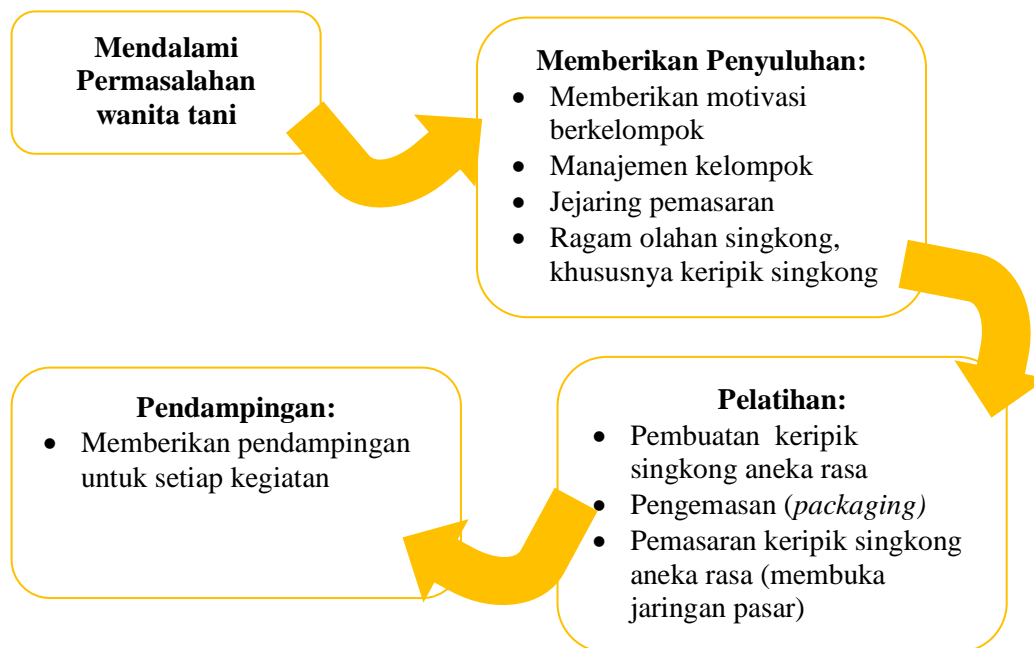 Mendalami
Permasalahan
wanita tani
Memberikan Penyuluhan:
• Memberikan motivasi
berkelompok
• Manajemen kelompok
• Jejaring pemasaran
• Ragam olahan singkong,
khususnya keripik singkong
Pelatihan:
• Pembuatan keripik
singkong aneka rasa
• Pengemasan (packaging)
• Pemasaran keripik singkong
aneka rasa (membuka
jaringan pasar)
Pendampingan:
• Memberikan pendampingan
untuk setiap kegiatan